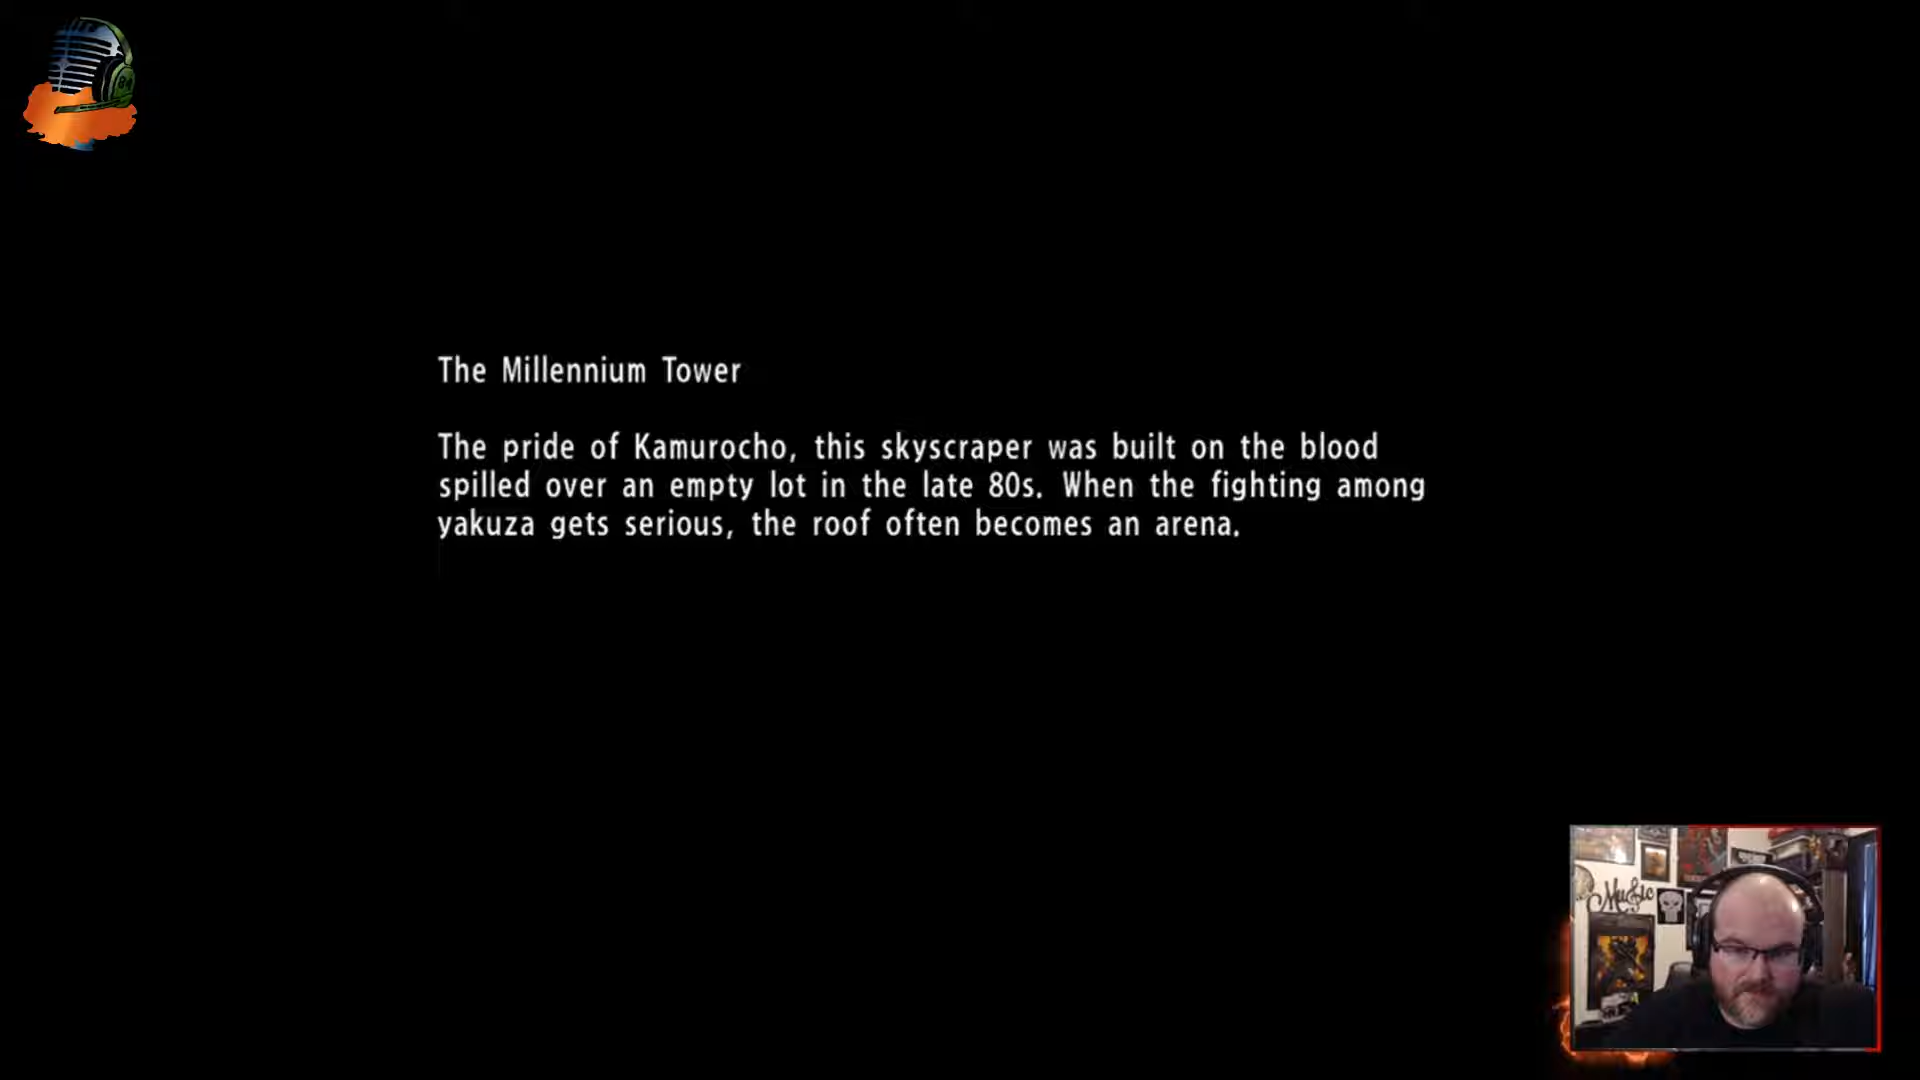 The Millennium Tower
The pride of Kamurocho, this skyscraper was built on the blood
spilled over an empty lot in the late 80s. When the fighting among
yakuza gets serious, the roof often becomes an arena.
Music